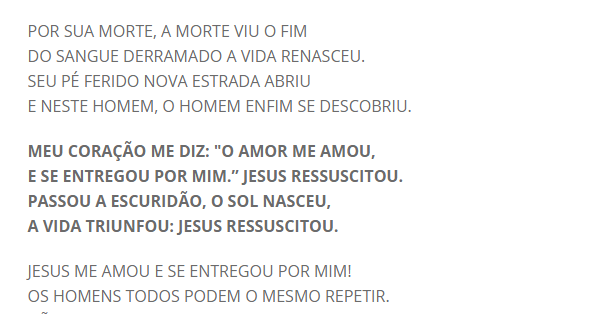 POR SUA MORTE, A MORTE VIU O FIM
DO SANGUE DERRAMADO A VIDA RENASCEU.
SEU PÉ FERIDO NOVA ESTRADA ABRIU
E NESTE HOMEM, O HOMEM ENFIM SE DESCOBRIU.
MEU CORAÇÃO ME DIZ: "O AMOR ME AMOU,
E SE ENTREGOU POR MIM.” JESUS RESSUSCITOU.
PASSOU A ESCURIDÃO, O SOL NASCEU,
A VIDA TRIUNFOU: JESUS RESSUSCITOU.
JESUS ME AMOU E SE ENTREGOU POR MIM!
OS HOMENS TODOS PODEM O MESMO REPETIR.